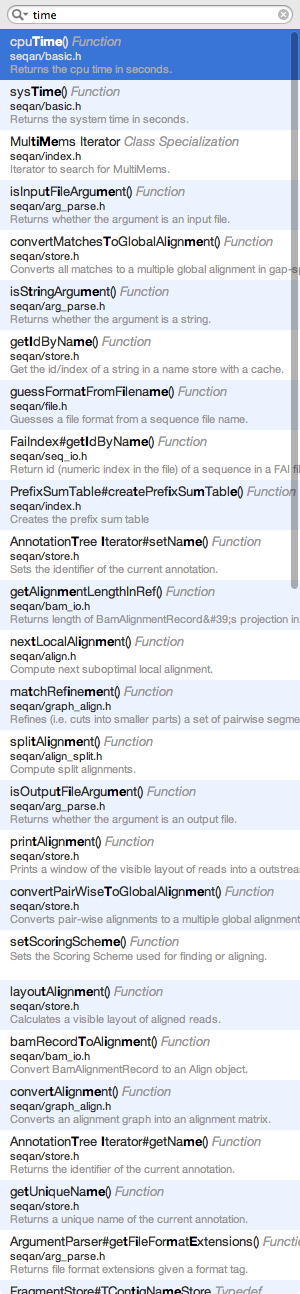 time
cpuTime() Function
seqan/basic.h
Returns the cpu time in seconds.
sysTime() Function
seqan/basic.h
Returns the system time in seconds.
MultiMems Iterator Class Specialization
seqan/index.h
Iterator to search for MultiMems.
isInputFileArgument() Function
seqan/arg_parse.h
Returns whether the argument is an input file.
convertMatchesToGlobalAlignment() Function
seqan/store.h
Converts all matches to a multiple global alignment in gap-sp
isStringArgument() Function
seqan/arg_parse.h
Returns whether the argument is a string.
getIdByName() Function
seqan/store.h
Get the id/index of a string in a name store with a cache.
guessFormatFromFilename() Function
seqan/file.h
Guesses a file format from a sequence file name.
FaiIndex#getIdByName() Function
seqan/seq_io.h
Return id (numeric index in the file) of a sequence in a FAI fil
PrefixSumTable#createPrefixSumTable() Function
seqan/index.h
Creates the prefix sum table
AnnotationTree Iterator#setName() Function
seqan/store.h
Sets the identifier of the current annotation.
getAlignmentLengthInRef() Function
seqan/bam_io.h
Returns length of BamAlignmentRecord&#39;s projection in
nextLocalAlignment() Function
seqan/align.h
Compute next suboptimal local alignment.
matchRefinement() Function
seqan/graph_align.h
Refines (i.e. cuts into smaller parts) a set of pairwise segme
splitAlignment() Function
seqan/align_split.h
Compute split alignments.
isOutputFileArgument() Function
seqan/arg_parse.h
Returns whether the argument is an output file.
printAlignment() Function
seqan/store.h
Prints a window of the visible layout of reads into a outstrea
convertPairWiseToGlobalAlignment() Function
seqan/store.h
Converts pair-wise alignments to a multiple global alignment
setScoringScheme() Function
Sets the Scoring Scheme used for finding or aligning.
layoutAlignment() Function
seqan/store.h
Calculates a visible layout of aligned reads.
bamRecordToAlignment() Function
seqan/bam_io.h
Convert BamAlignmentRecord to an Align object.
convertAlignment() Function
seqan/graph_align.h
Converts an alignment graph into an alignment matrix.
AnnotationTree Iterator#getName() Function
seqan/store.h
Returns the identifier of the current annotation.
getUniqueName() Function
seqan/store.h
Returns a unique name of the current annotation.
ArgumentParser#getFileFormatExtensions() Functi
seqan/arg_parse.h
Returns file format extensions given a format tag.
FragmentStore#TContigNameStore Typedef